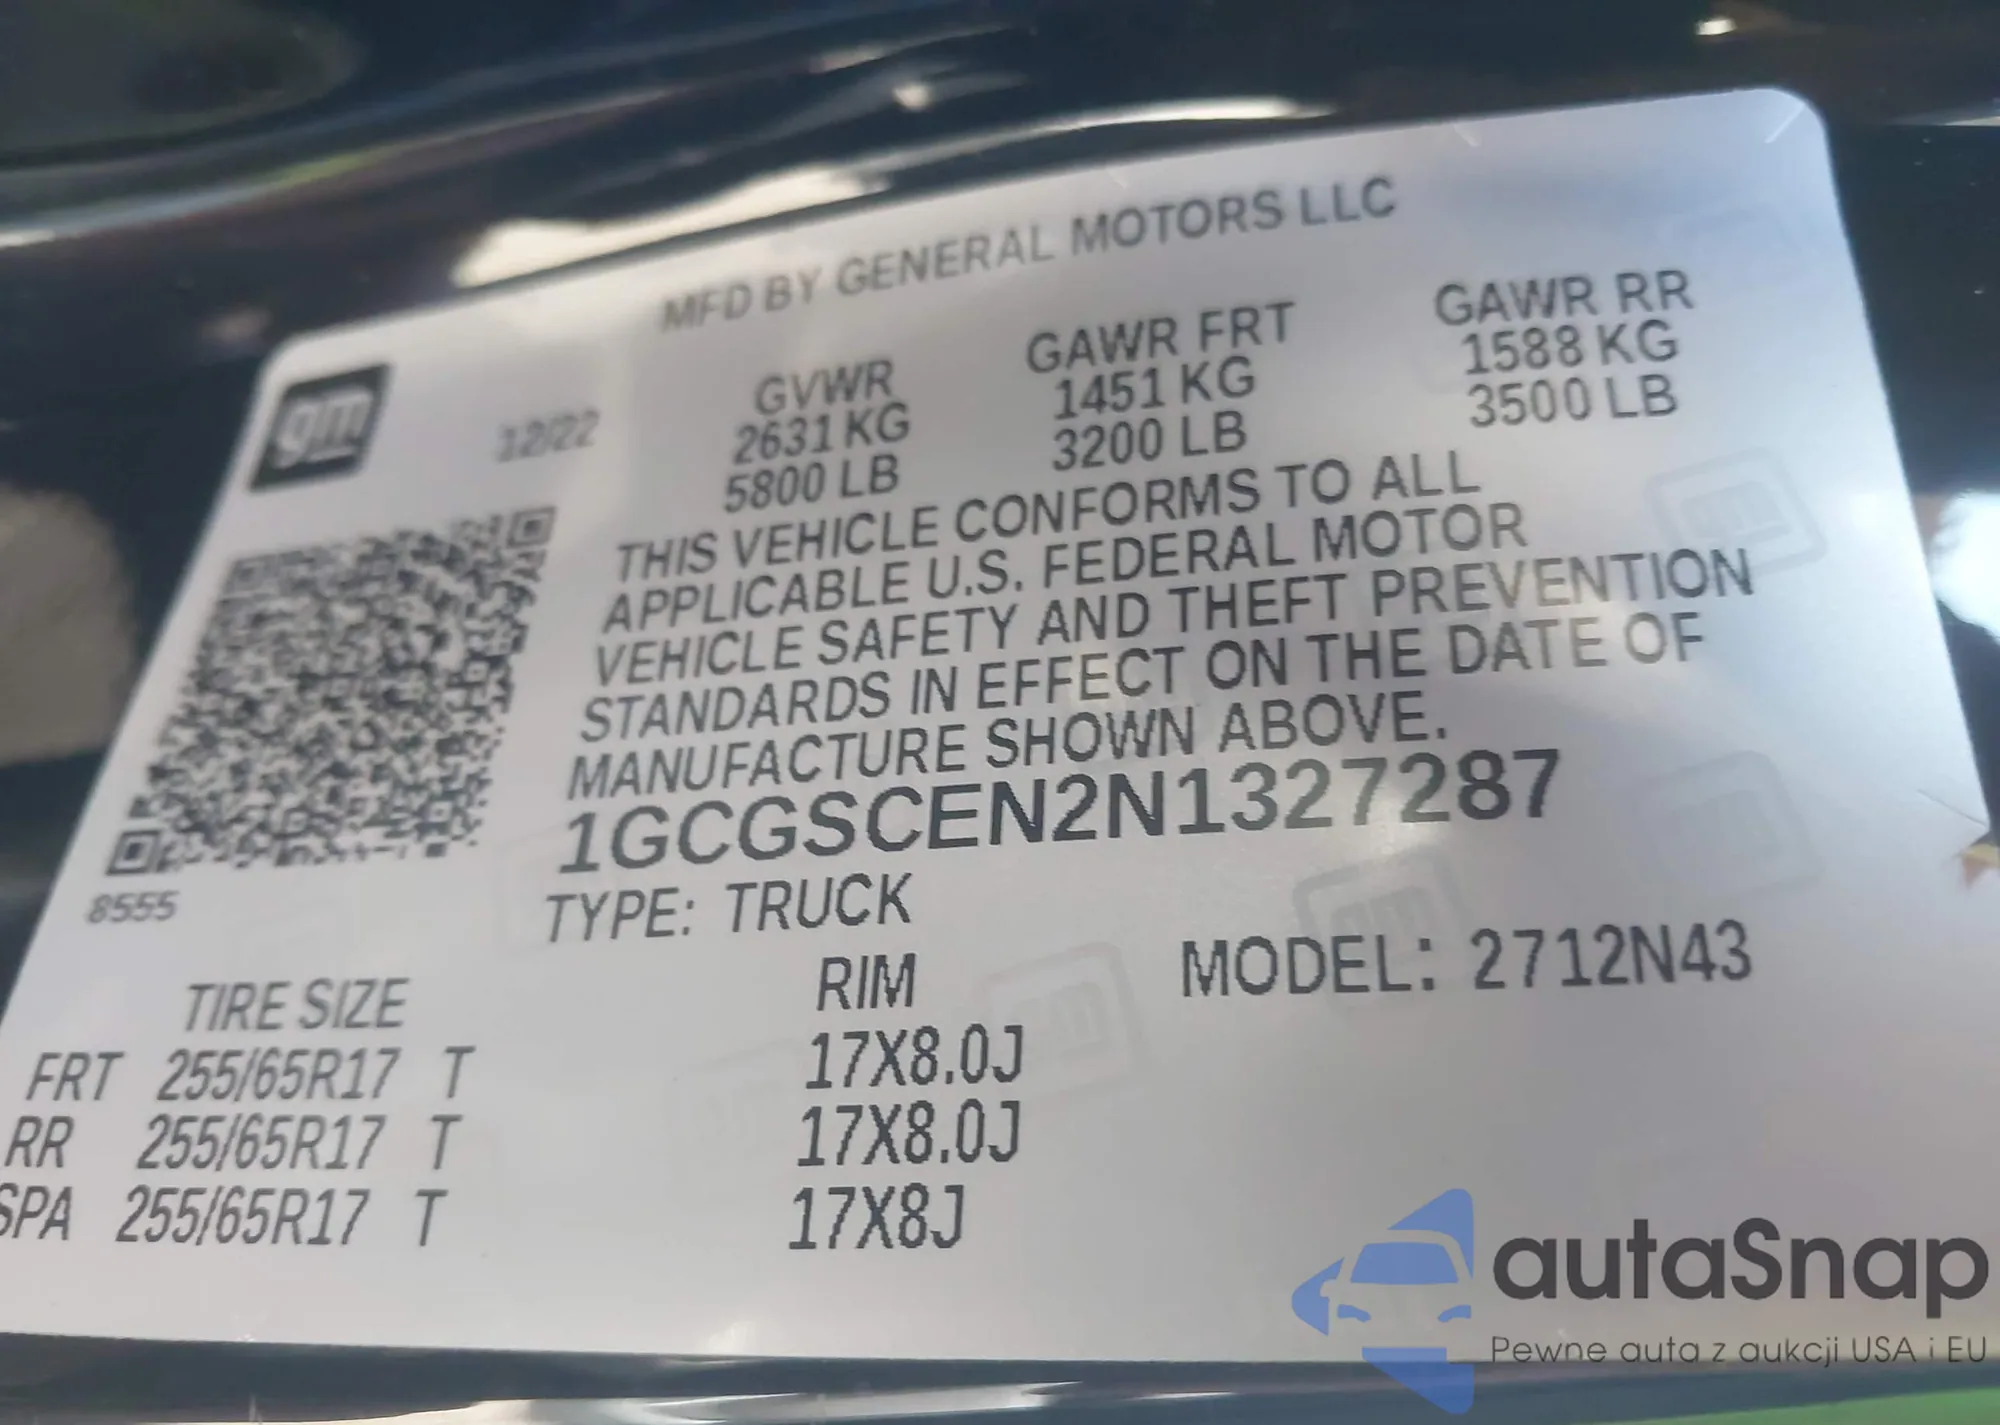 MFD BY GENERAL MOTORS LLC
gm
12/22
GVWR
2631 KG
5800 LB
GAWR FRT
1451 KG
3200 LB
GAWR RR
1588 KG
3500 LB
THIS VEHICLE CONFORMS TO ALL
APPLICABLE U.S. FEDERAL MOTOR
VEHICLE SAFETY AND THEFT PREVENTION
STANDARDS IN EFFECT ON THE DATE OF
MANUFACTURE SHOWN ABOVE.
1GCGSCEN2N1327287
8555
TYPE: TRUCK
MODEL: 2712N43
TIRE SIZE RIM
FRT 255/65R17 T 17X8.0J
RR 255/65R17 T 17X8.0J
SPA 255/65R17 T 17X8J
autaSnap
Pewne auta z aukcji USA i EU